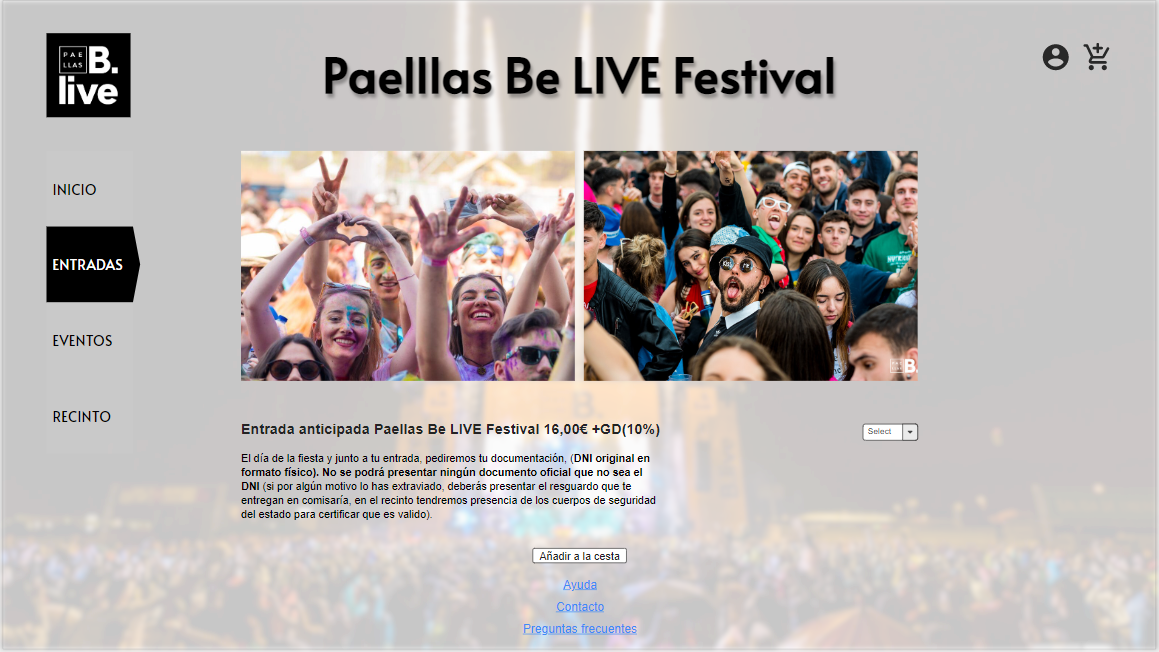 PAE
LLAS
B.
live
Paelllas Be LIVE Festival
INICIO
ENTRADAS
EVENTOS
RECINTO
KISS ME
B.
Entrada anticipada Paellas Be LIVE Festival 16,00€ +GD(10%)
Select
El día de la fiesta y junto a tu entrada, pediremos tu documentación, (DNI original en
formato físico). No se podrá presentar ningún documento oficial que no sea el
DNI (si por algún motivo lo has extraviado, deberás presentar el resguardo que te
entregan en comisaría, en el recinto tendremos presencia de los cuerpos de seguridad
del estado para certificar que es valido).
Añadir a la cesta
Ayuda
Contacto
Preguntas frecuentes